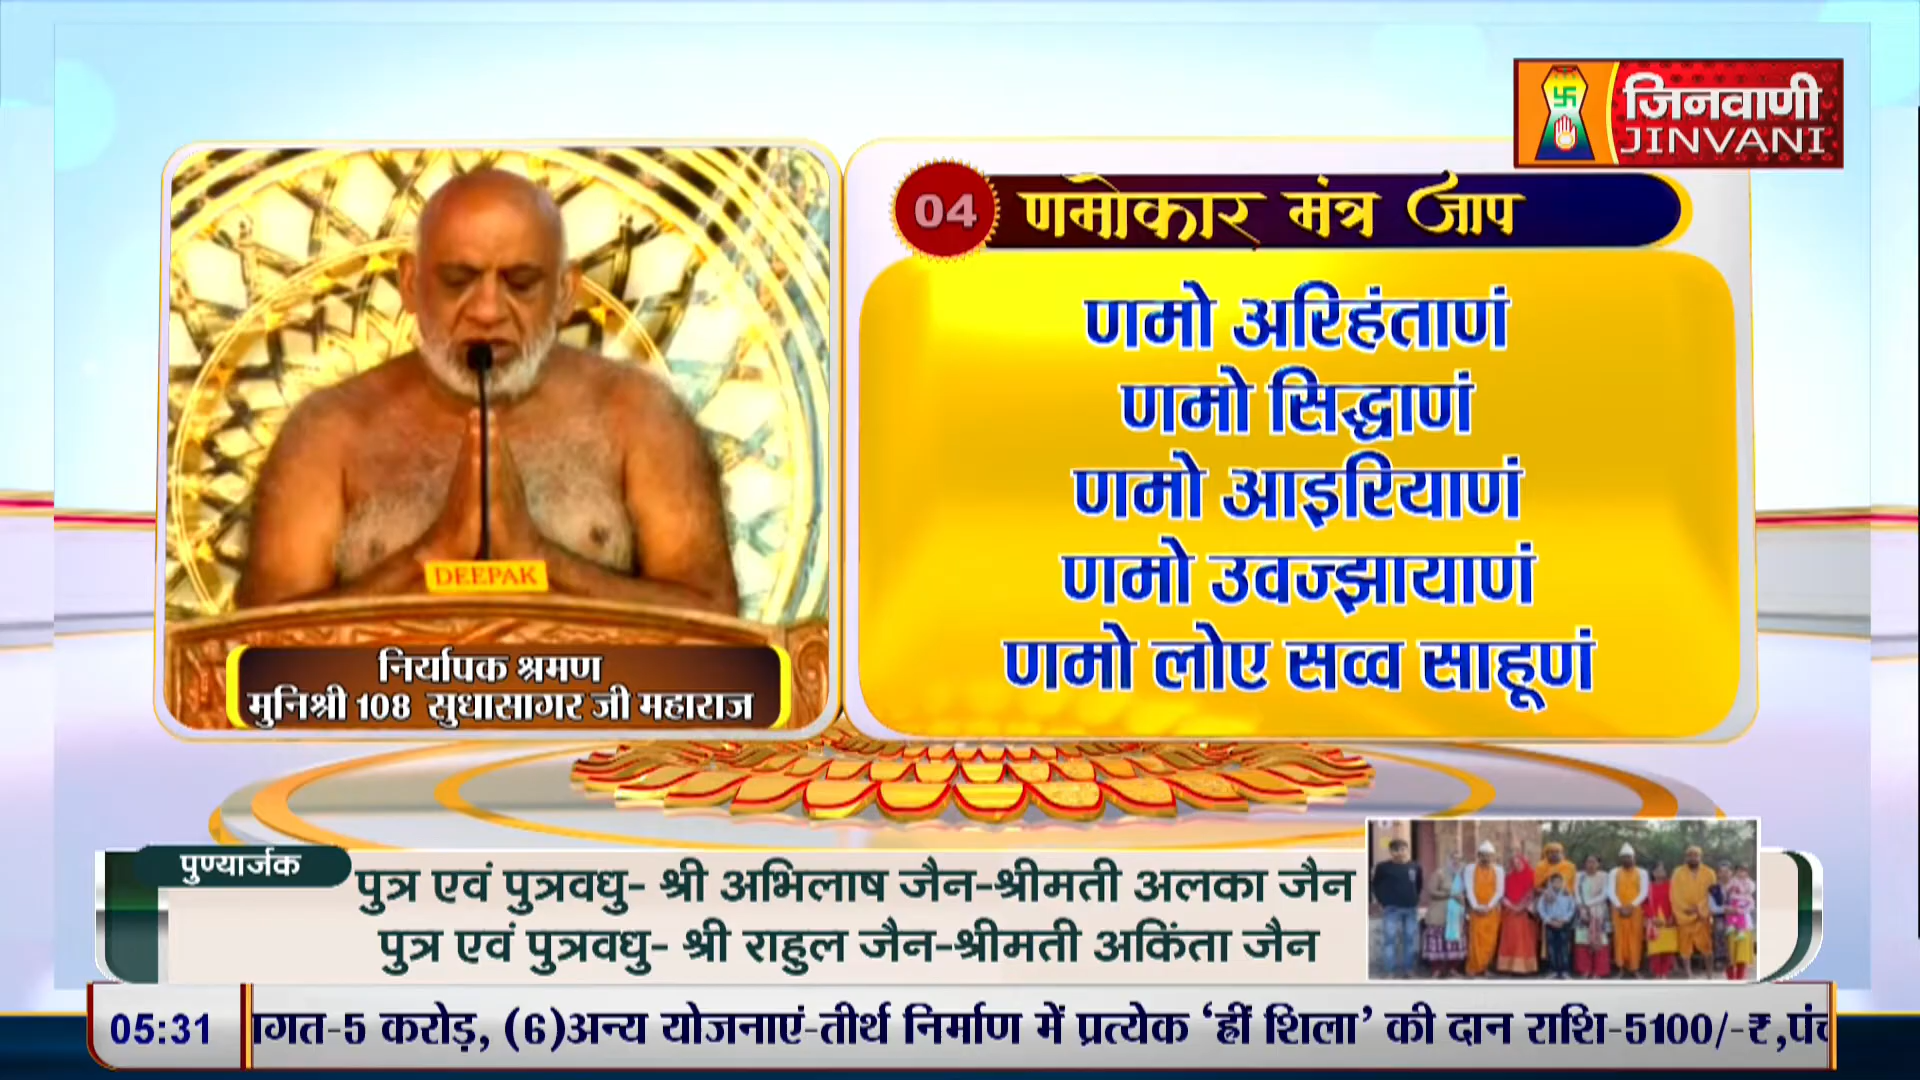 जिनवाणी
JINVANI
04 णमोकार मंत्र जाप
णमो अरिहंताणं
णमो सिद्धाणं
णमो आइरियाणं
णमो उवज्झायाणं
णमो लोए सव्व साहूणं
DEEPAK
निर्यापक श्रमण
मुनिश्री 108 सुधासागर जी महाराज
पुण्यार्जक
पुत्र एवं पुत्रवधु- श्री अभिलाष जैन-श्रीमती अलका जैन
पुत्र एवं पुत्रवधु- श्री राहुल जैन-श्रीमती अकिंता जैन
05:31 गत-5 करोड़, (6)अन्य योजनाएं-तीर्थ निर्माण में प्रत्येक ‘ह्रीं शिला’ की दान राशि-5100/-₹,